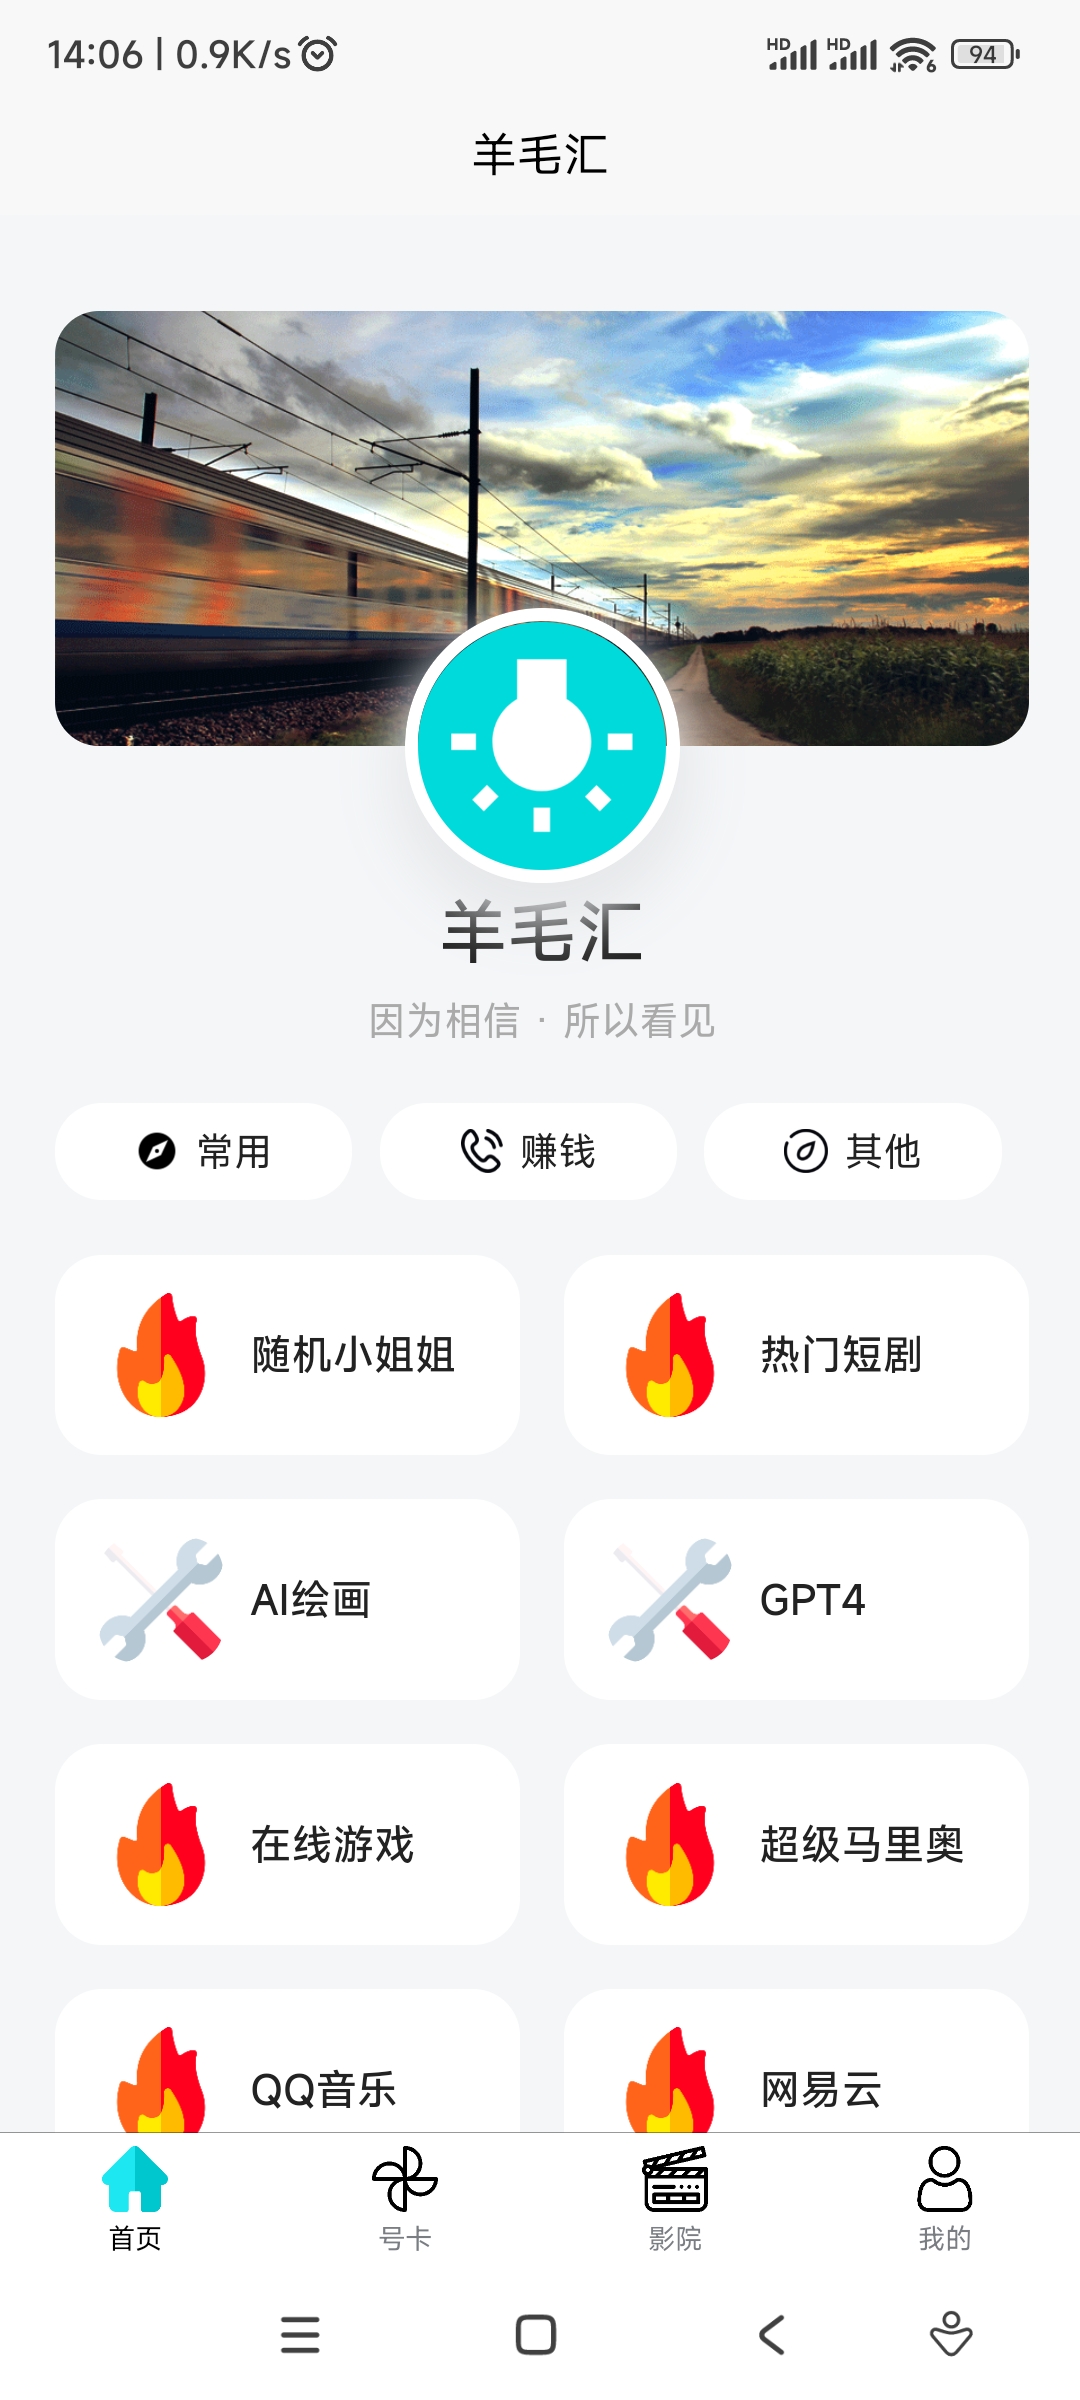 14:06 | 0.9K/s HD HD 6 94
羊毛汇
羊毛汇
因为相信 · 所以看见
常用 赚钱 其他
随机小姐姐 热门短剧
AI绘画 GPT4
在线游戏 超级马里奥
QQ音乐 网易云
首页 号卡 影院 我的